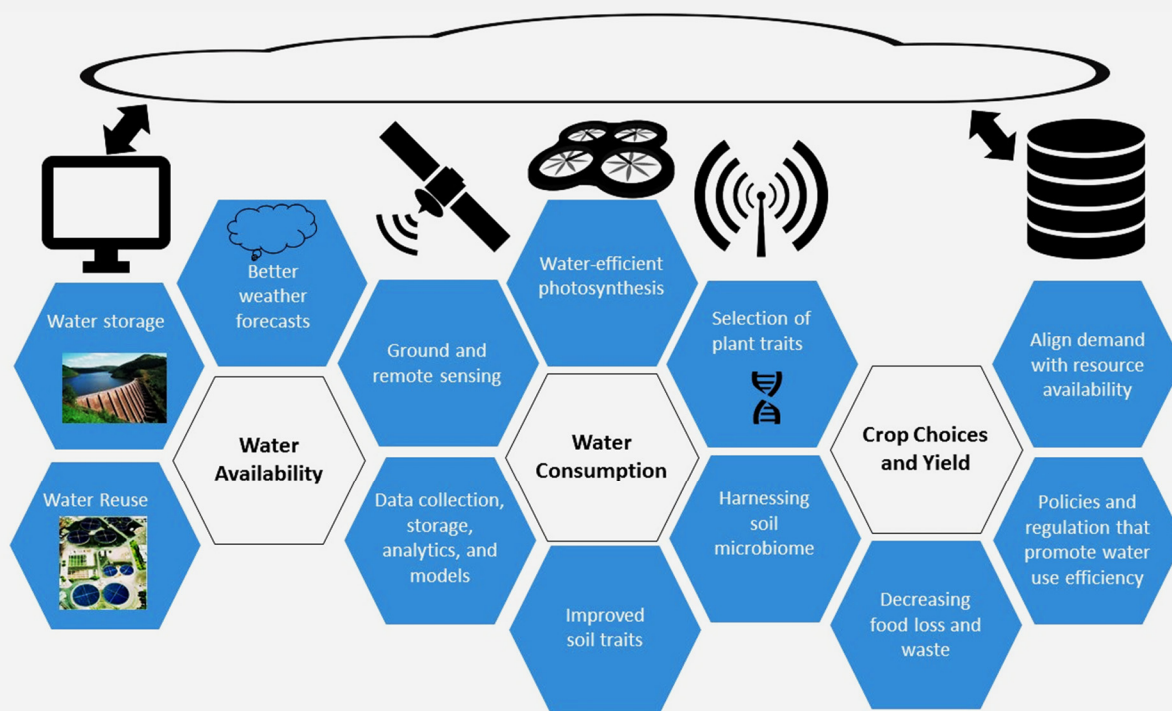 Better
weather
forecasts
Water-efficient
photosynthesis
Water storage
Selection of
plant traits
Ground and
remote sensing
Align demand
with resource
availability
Water
Availability
Water
Consumption
Crop Choices
and Yield
Water Reuse
Data collection,
storage,
analytics, and
models
Harnessing
soil
microbiome
Policies and
regulation that
promote water
use efficiency
Improved
soil traits
Decreasing
food loss and
waste